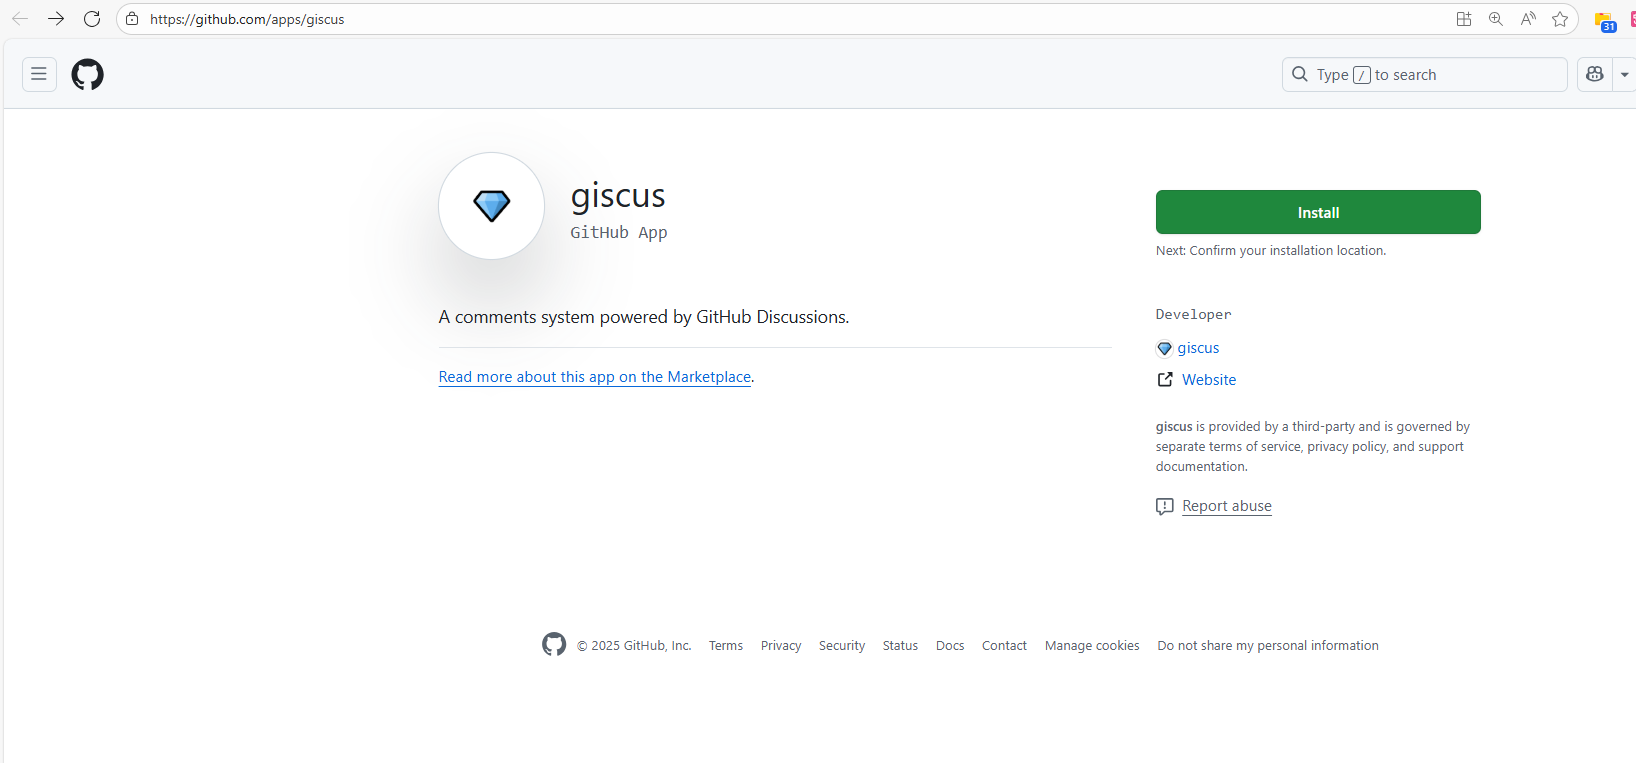 https://github.com/apps/giscus
31
Type / to search
giscus
GitHub App
Install
Next: Confirm your installation location.
A comments system powered by GitHub Discussions.
Read more about this app on the Marketplace.
Developer
giscus
Website
giscus is provided by a third-party and is governed by
separate terms of service, privacy policy, and support
documentation.
Report abuse
© 2025 GitHub, Inc. Terms Privacy Security Status Docs Contact Manage cookies Do not share my personal information